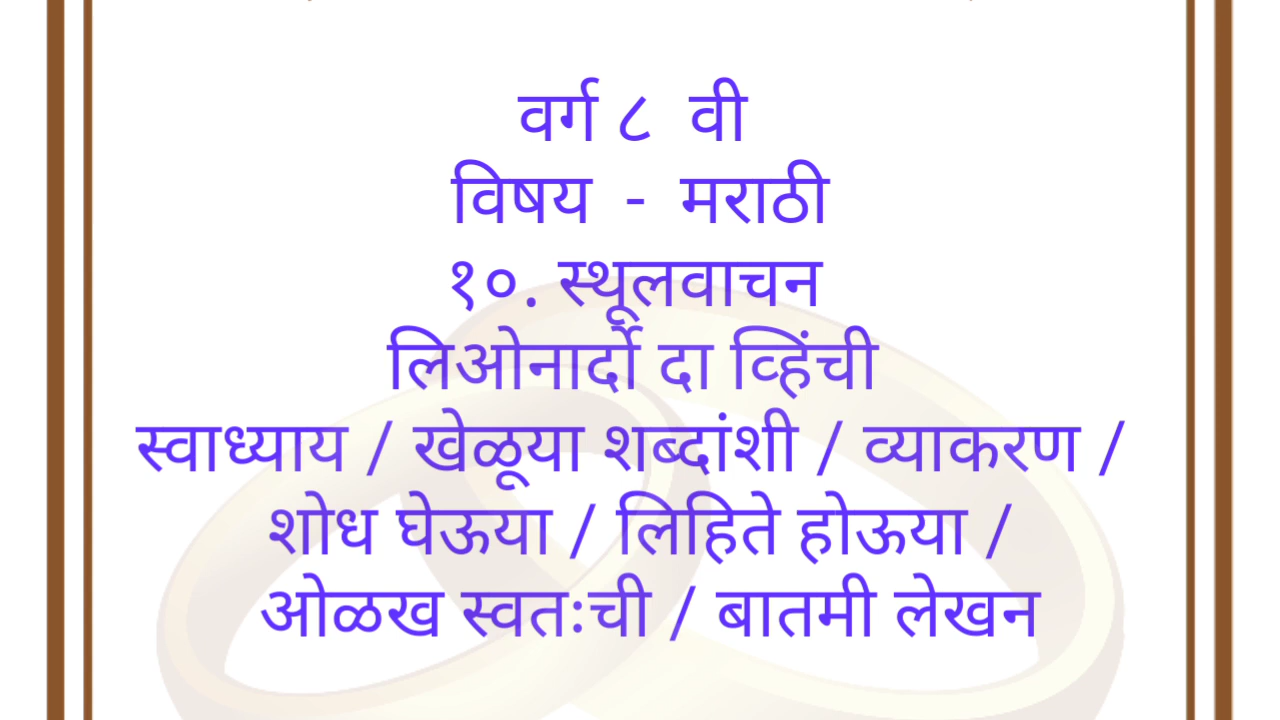 वर्ग ८ वी
विषय - मराठी
१०. स्थूलवाचन
लिओनार्दो दा व्हिंची
स्वाध्याय / खेळूया शब्दांशी / व्याकरण /
शोध घेऊया / लिहिते होऊया /
ओळख स्वतःची / बातमी लेखन